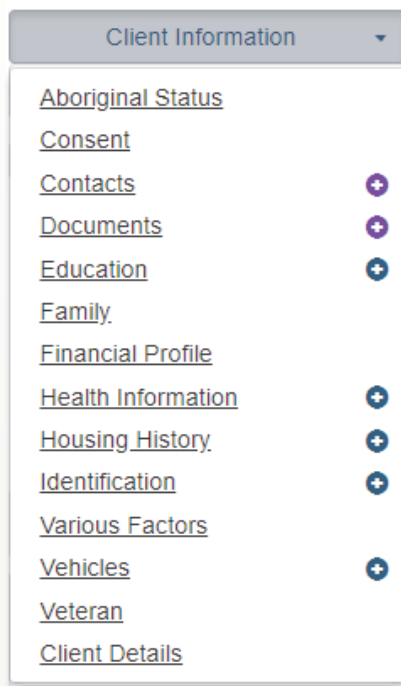 Client Information
Aboriginal Status
Consent
Contacts
Documents
Education
Family
Financial Profile
Health Information
Housing History
Identification
Various Factors
Vehicles
Veteran
Client Details